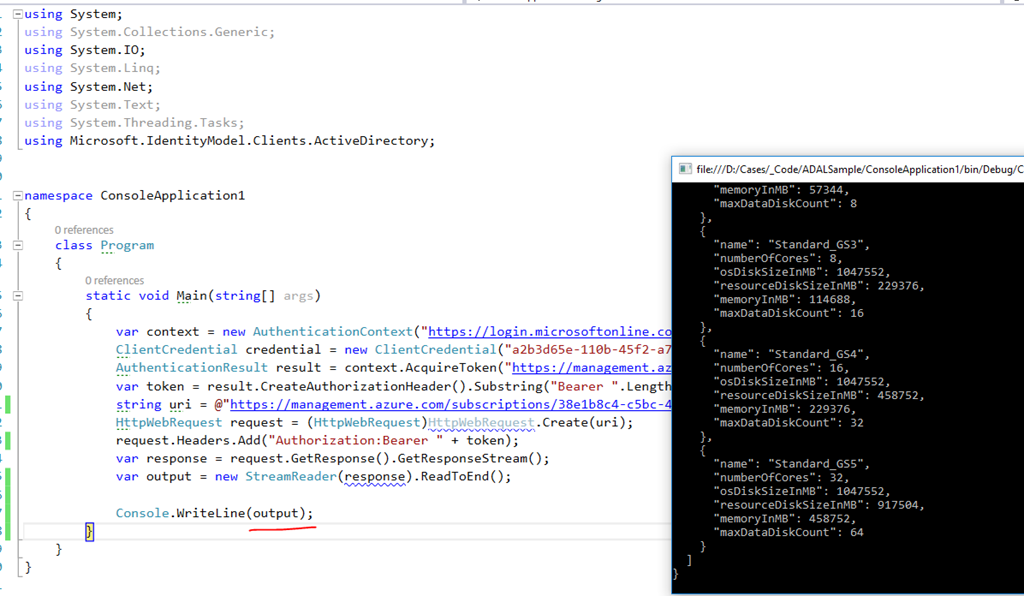 using System;
using System.Collections.Generic;
using System.IO;
using System.Linq;
using System.Net;
using System.Text;
using System.Threading.Tasks;
using Microsoft.IdentityModel.Clients.ActiveDirectory;
namespace ConsoleApplication1
{
0 references
class Program
{
0 references
static void Main(string[] args)
{
var context = new AuthenticationContext("https://login.microsoftonline.co
ClientCredential credential = new ClientCredential("a2b3d65e-110b-45f2-a7
AuthenticationResult result = context.AcquireToken("https://management.az
var token = result.CreateAuthorizationHeader().Substring("Bearer ".Length
string uri = @"https://management.azure.com/subscriptions/38e1b8c4-c5bc-4
HttpWebRequest request = (HttpWebRequest)HttpWebRequest.Create(uri);
request.Headers.Add("Authorization:Bearer " + token);
var response = request.GetResponse().GetResponseStream();
var output = new StreamReader(response).ReadToEnd();
Console.WriteLine(output);
}
}
}
file:///D:/Cases/_Code/ADALSample/ConsoleApplication1/bin/Debug/C
"memoryInMB": 57344,
"maxDataDiskCount": 8
},
{
"name": "Standard_GS3",
"numberOfCores": 8,
"osDiskSizeInMB": 1047552,
"resourceDiskSizeInMB": 229376,
"memoryInMB": 114688,
"maxDataDiskCount": 16
},
{
"name": "Standard_GS4",
"numberOfCores": 16,
"osDiskSizeInMB": 1047552,
"resourceDiskSizeInMB": 458752,
"memoryInMB": 229376,
"maxDataDiskCount": 32
},
{
"name": "Standard_GS5",
"numberOfCores": 32,
"osDiskSizeInMB": 1047552,
"resourceDiskSizeInMB": 917504,
"memoryInMB": 458752,
"maxDataDiskCount": 64
}
]
}